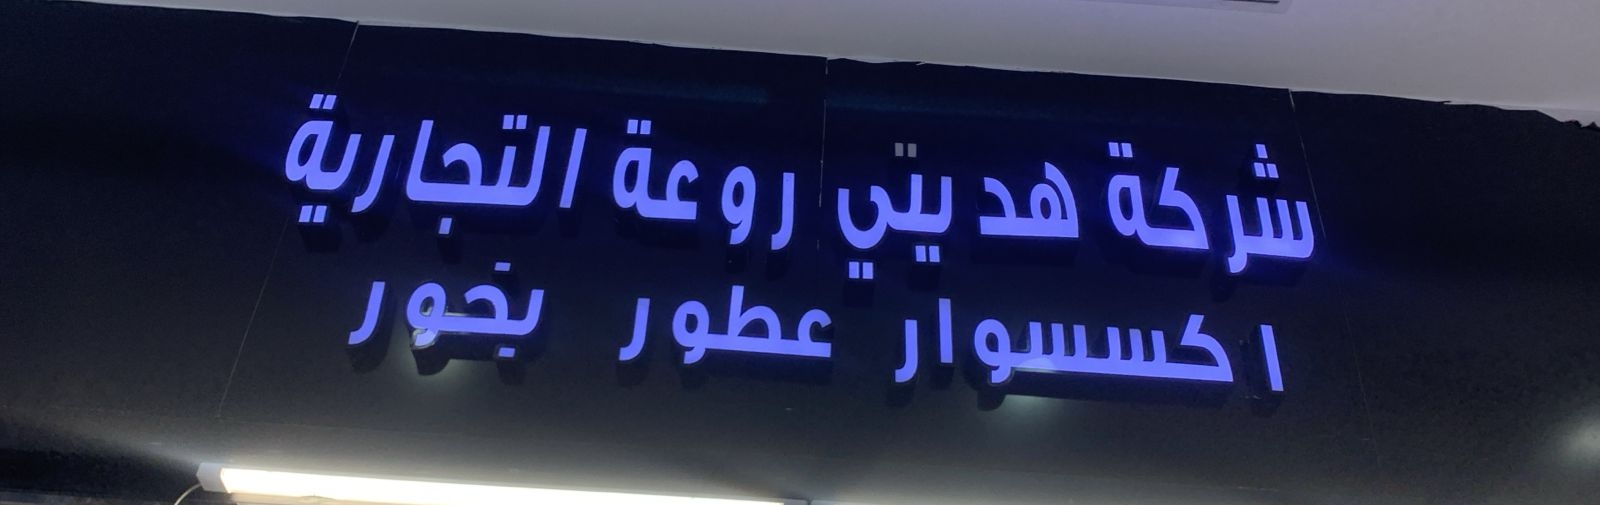 شركة هديتي روعة التجارية
اكسسوار عطور بخور